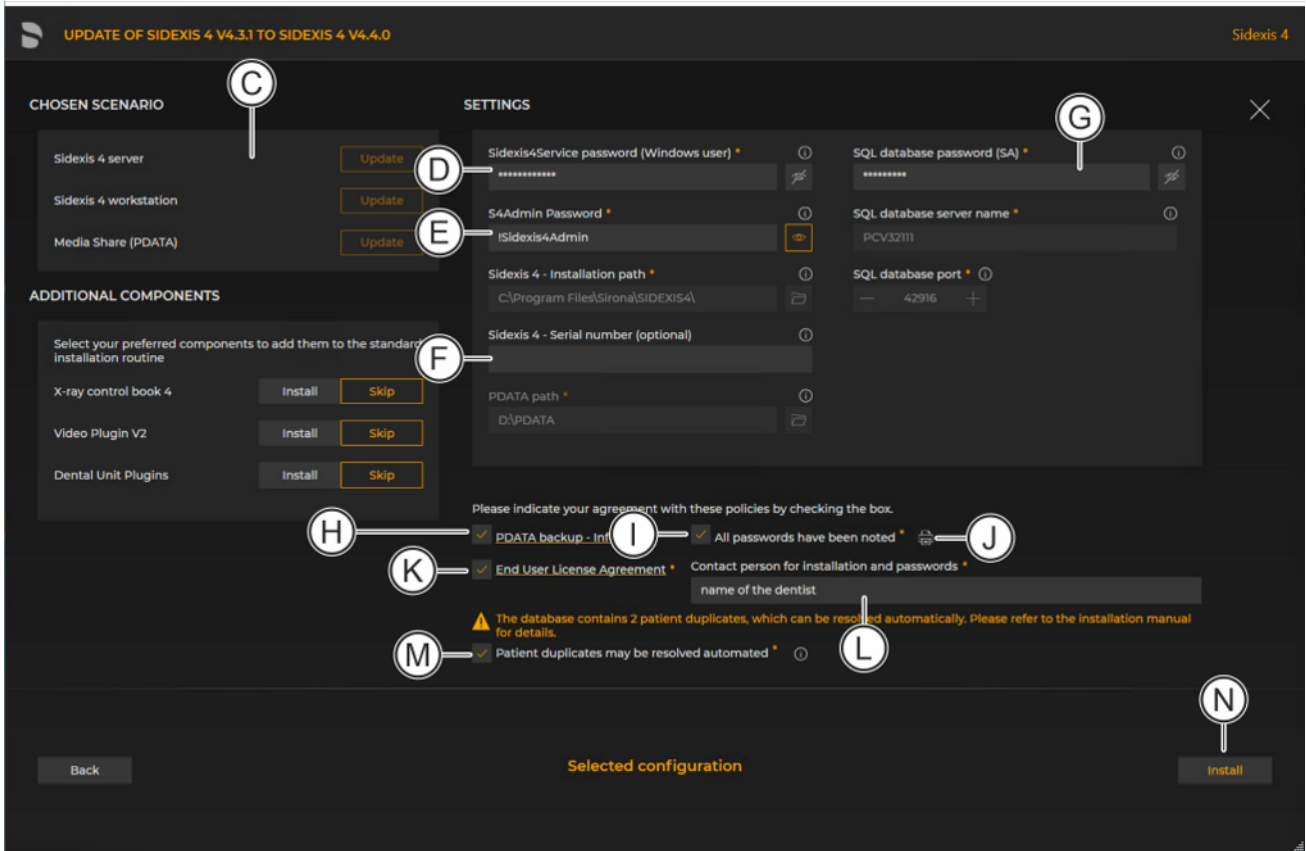 UPDATE OF SIDEXIS 4 V4.3.1 TO SIDEXIS 4 V4.4.0
Sidexis 4
CHOSEN SCENARIO
C
Sidexis 4 server
Update
Sidexis 4 workstation
Update
Media Share (PDATA)
Update
ADDITIONAL COMPONENTS
Select your preferred components to add them to the standard
installation routine
X-ray control book 4
Install
Skip
Video Plugin V2
Install
Skip
Dental Unit Plugins
Install
Skip
SETTINGS
Sidexis4Service password (Windows user) *
D
************
S4Admin Password *
E
!Sidexis4Admin
Sidexis 4 - Installation path *
C:\Program Files\Sirona\SIDEXIS4\
Sidexis 4 - Serial number (optional)
F
PDATA path *
D:\PDATA
G
SQL database password (SA) *
*********
SQL database server name *
PCV32111
SQL database port *
— 42916 +
Please indicate your agreement with these policies by checking the box.
H
PDATA backup -
I
All passwords have been noted *
J
K
End User License Agreement *
Contact person for installation and passwords *
name of the dentist
L
The database contains 2 patient duplicates, which can be resolved automatically. Please refer to the installation manual
for details.
M
Patient duplicates may be resolved automated *
N
Back
Selected configuration
Install